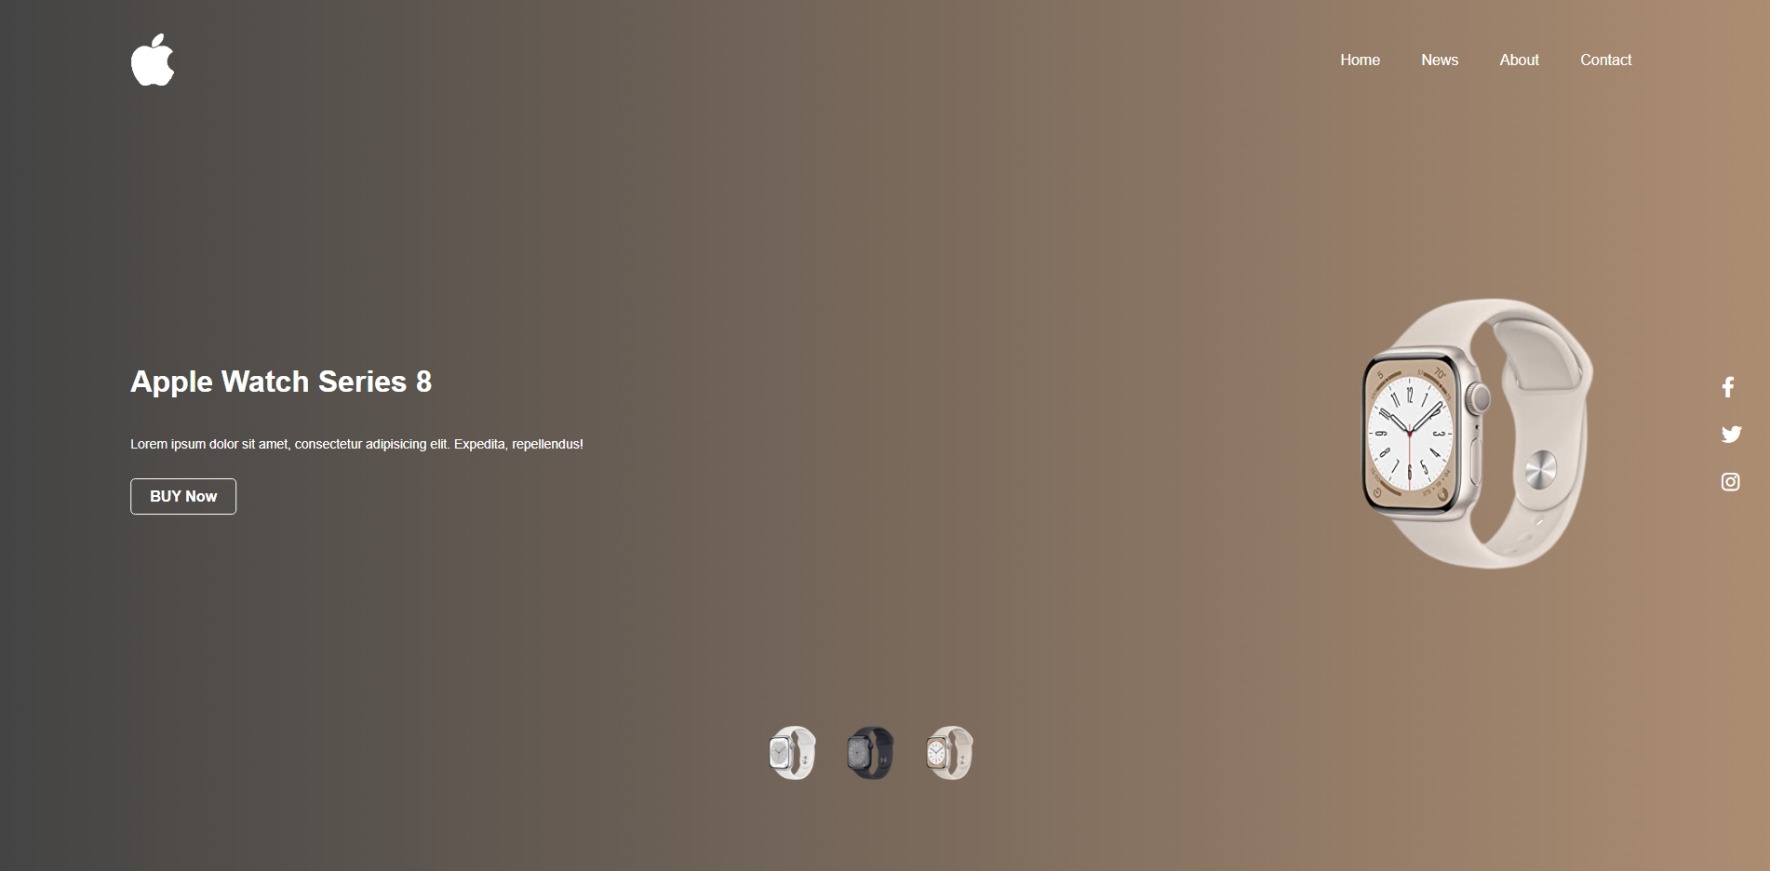 Home News About Contact
Apple Watch Series 8
Lorem ipsum dolor sit amet, consectetur adipisicing elit. Expedita, repellendus!
BUY Now